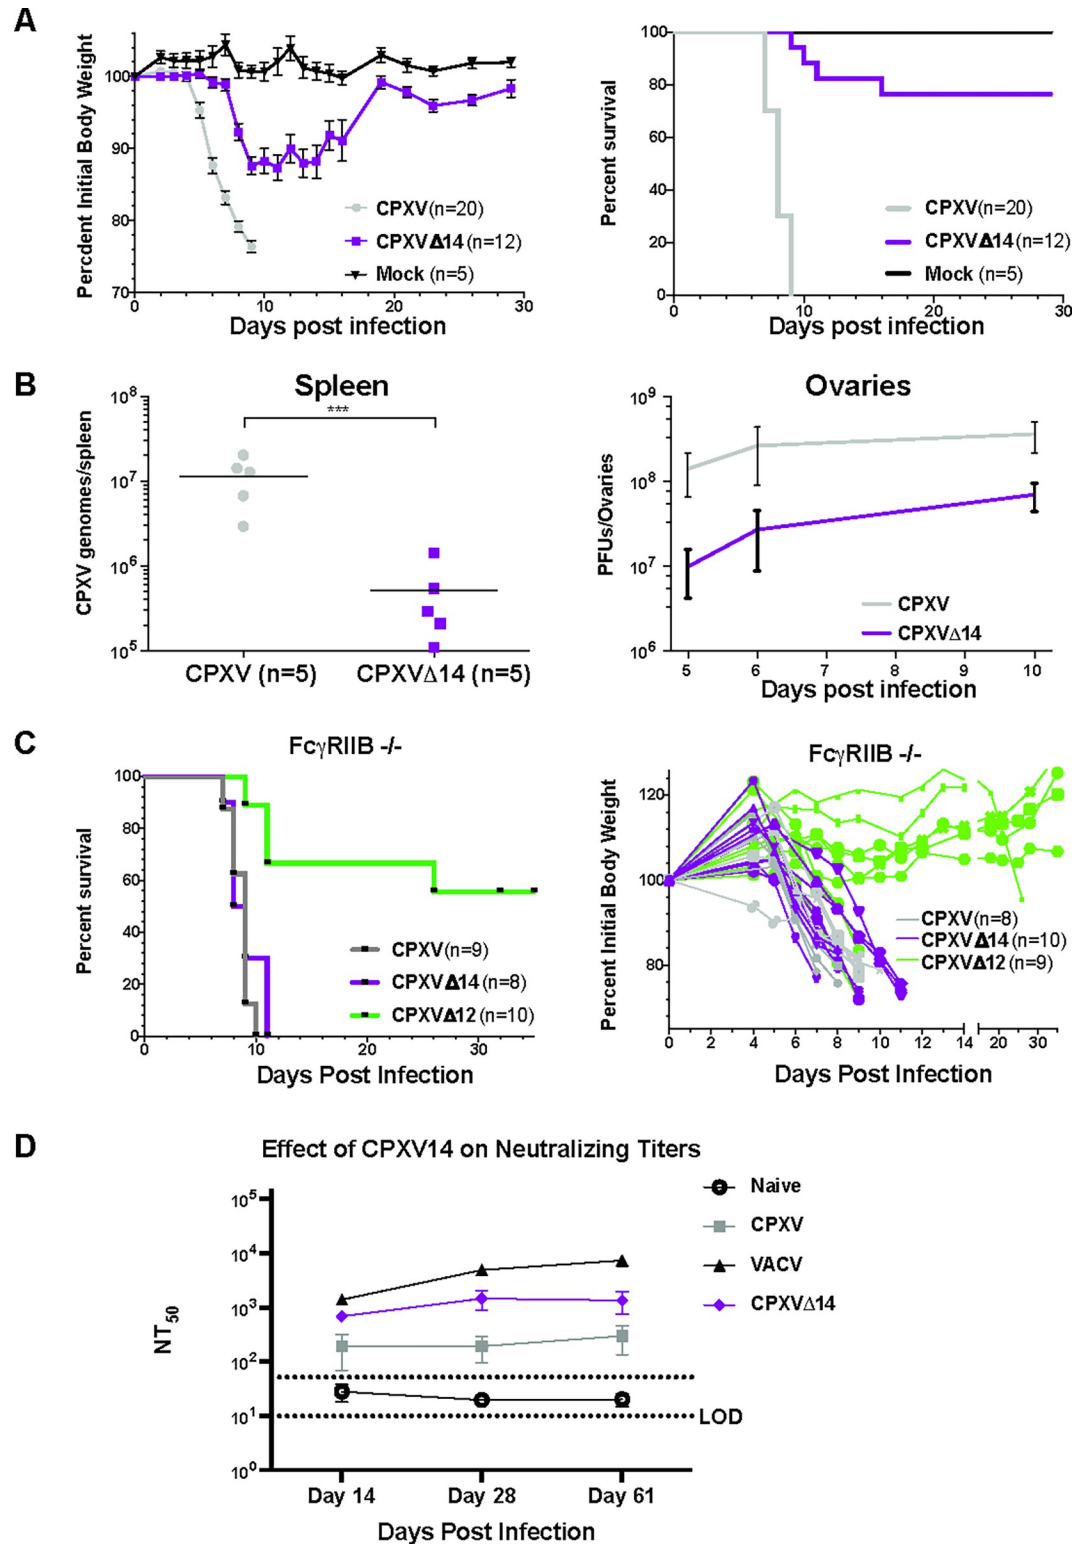 A
Percdent Initial Body Weight
100
90
80
70
0
10
20
30
CPXV(n=20)
CPXVΔ14(n=12)
Mock (n=5)
Days post infection
Percent survival
100
80
60
40
20
0
0
10
20
30
CPXV(n=20)
CPXVΔ14(n=12)
Mock (n=5)
Days post infection
B
Spleen
CPXV genomes/spleen
10⁸
10⁷
10⁶
10⁵
***
CPXV (n=5)
CPXVΔ14 (n=5)
Ovaries
PFUs/Ovaries
10⁹
10⁸
10⁷
10⁶
CPXV
CPXVΔ14
5
6
7
8
9
10
Days post infection
C
FcγRIIB -/-
Percent survival
100
80
60
40
20
0
CPXV(n=9)
CPXVΔ14(n=8)
CPXVΔ12(n=10)
0
10
20
30
Days Post Infection
FcγRIIB -/-
Percent Initial Body Weight
120
100
80
CPXV(n=8)
CPXVΔ14 (n=10)
CPXVΔ12 (n=9)
0
2
4
6
8
10
12
14
20
30
Days Post Infection
D
Effect of CPXV14 on Neutralizing Titers
NT₅₀
10⁵
10⁴
10³
10²
10¹
10⁰
LOD
Naive
CPXV
VACV
CPXVΔ14
Day 14
Day 28
Day 61
Days Post Infection